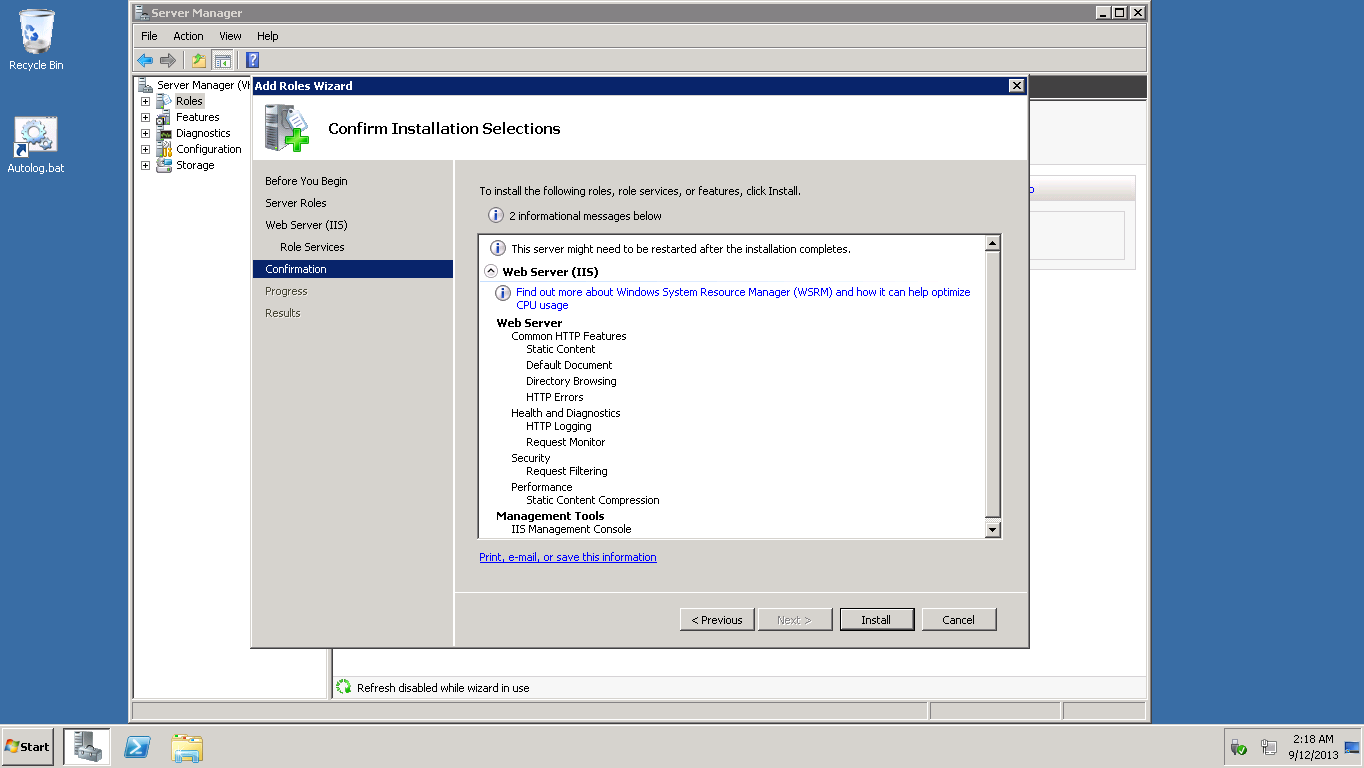 Recycle Bin
Autolog.bat
Server Manager
File Action View Help
Server Manager (
Roles
Features
Diagnostics
Configuration
Storage
Add Roles Wizard
Confirm Installation Selections
Before You Begin
Server Roles
Web Server (IIS)
Role Services
Confirmation
Progress
Results
To install the following roles, role services, or features, click Install.
2 informational messages below
This server might need to be restarted after the installation completes.
Web Server (IIS)
Find out more about Windows System Resource Manager (WSRM) and how it can help optimize
CPU usage
Web Server
Common HTTP Features
Static Content
Default Document
Directory Browsing
HTTP Errors
Health and Diagnostics
HTTP Logging
Request Monitor
Security
Request Filtering
Performance
Static Content Compression
Management Tools
IIS Management Console
Print, e-mail, or save this information
< Previous Next > Install Cancel
Refresh disabled while wizard in use
Start
2:18 AM
9/12/2013